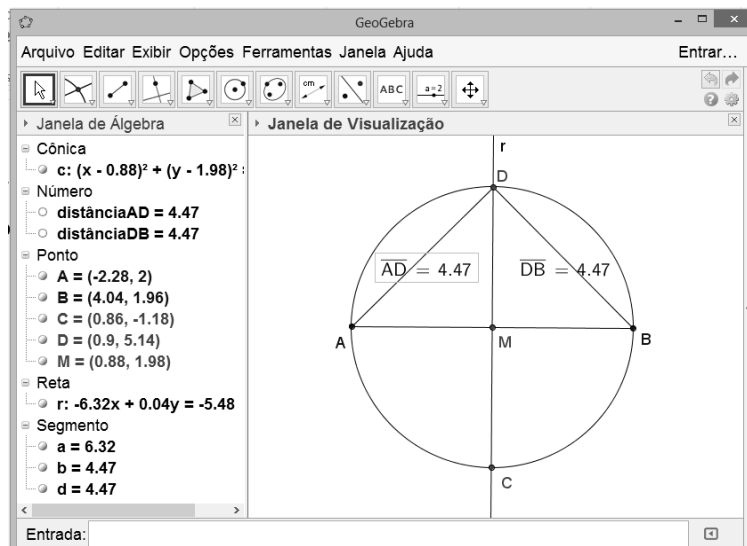 GeoGebra
Arquivo Editar Exibir Opções Ferramentas Janela Ajuda Entrar...
cm
ABC
a=2
Janela de Álgebra
Janela de Visualização
Cônica
c: (x - 0.88)² + (y - 1.98)² =
Número
distânciaAD = 4.47
distânciaDB = 4.47
Ponto
A = (-2.28, 2)
B = (4.04, 1.96)
C = (0.86, -1.18)
D = (0.9, 5.14)
M = (0.88, 1.98)
Reta
r: -6.32x + 0.04y = -5.48
Segmento
a = 6.32
b = 4.47
d = 4.47
r
D
AD = 4.47
DB = 4.47
A
M
B
C
Entrada: